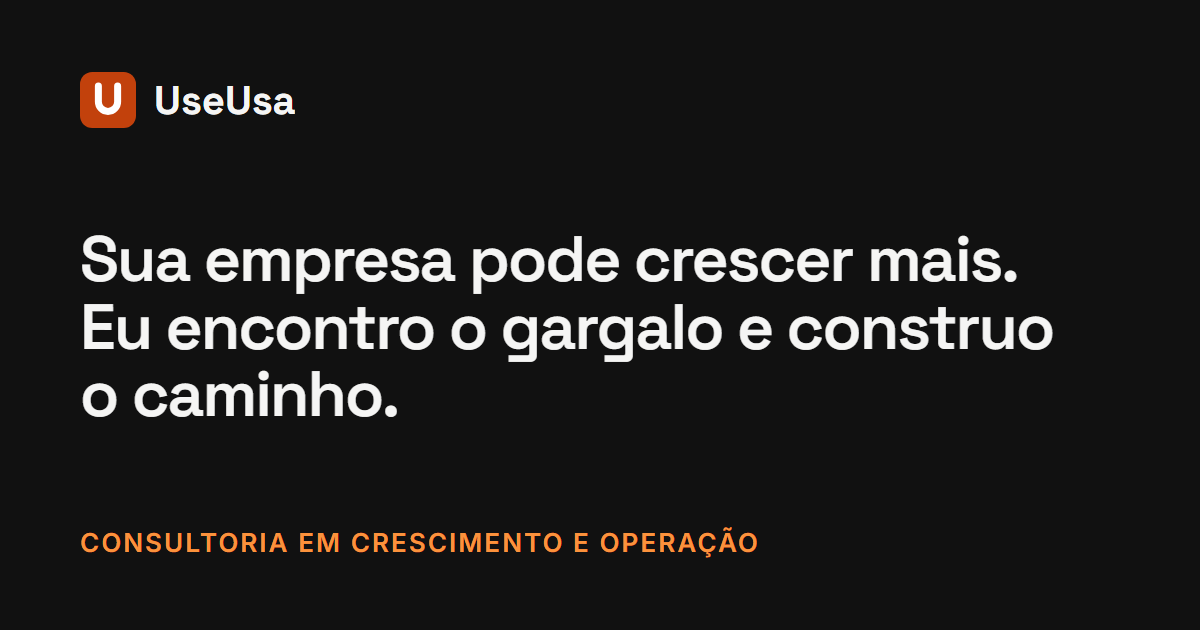 U UseUsa
Sua empresa pode crescer mais.
Eu encontro o gargalo e construo
o caminho.
CONSULTORIA EM CRESCIMENTO E OPERAÇÃO